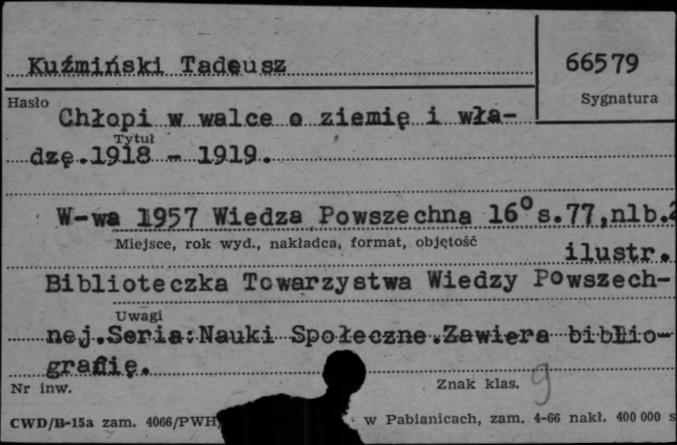 Kuźmiński Tadeusz
66579
Hasło
Sygnatura
Chłopi w walce o ziemię i wła-
Tytuł
dzę.1918 - 1919.
W-wa 1957 Wiedza Powszechna 16° s.77,nlb.2
Miejsce, rok wyd., nakładca, format, objętość
ilustr.
Biblioteczka Towarzystwa Wiedzy Powszech-
Uwagi
nej.Seria:Nauki Społeczne.Zawiera biblio-
grafię.
Nr inw.
Znak klas. 9
CWD/B-15a zam. 4066/PWH, w Pabianicach, zam. 4-66 nakł. 400 000 s